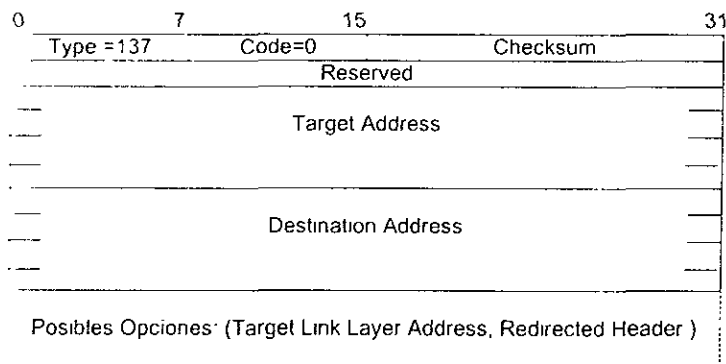 0 7 15 31
Type =137 Code=0 Checksum
Reserved
Target Address
Destination Address
Posibles Opciones: (Target Link Layer Address, Redirected Header )